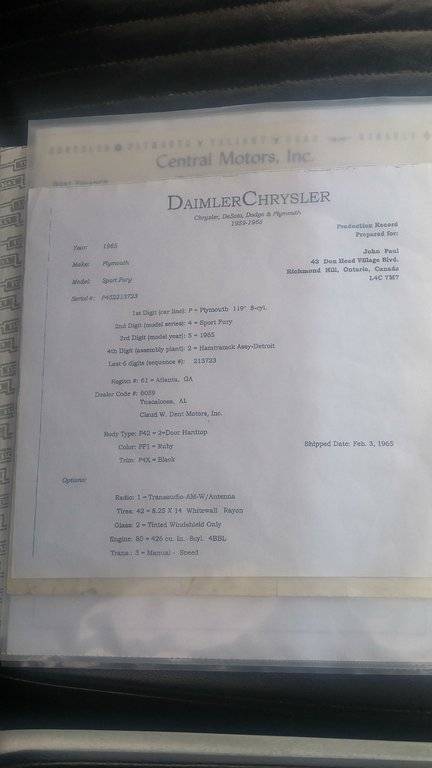 CHRYSLER PLYMOUTH VALIANT
Central Motors, Inc.
DAIMLERCHRYSLER
Chrysler, DeSoto, Dodge & Plymouth
Production Record
Prepared for:
Year: 1965
John Paul
Make: Plymouth
43 Don Head Village Blvd.
Richmond Hill, Ontario, Canada
Model: Sport Fury
L4C 7M7
Serial #: P452213723
1st Digit (car line): P = Plymouth 119" 8-cyl.
2nd Digit (model series): 4 = Sport Fury
3rd Digit (model year): 5 = 1965
4th Digit (assembly plant): 2 = Hamtramck Assy-Detroit
Last 6 digits (sequence #): 213723
Region #: 61 = Atlanta, GA
Dealer Code #:
Tuscaloosa, AL
Claud W. Dent Motors, Inc.
Body Type: P42 = 2=Door Hardtop
Shipped Date: Feb. 3, 1965
Color: PP1 = Ruby
Trim: P4X = Black
Options:
Radio: 1 = Transaudio-AM-W/Antenna
Tires: 42 = 8.25 X 14 Whitewall Rayon
Glass: 2 = Tinted Windshield Only
Engine: 80 = 426 cu. In. 8cyl. 4BBL
Trans.: 3 = Manual - Speed